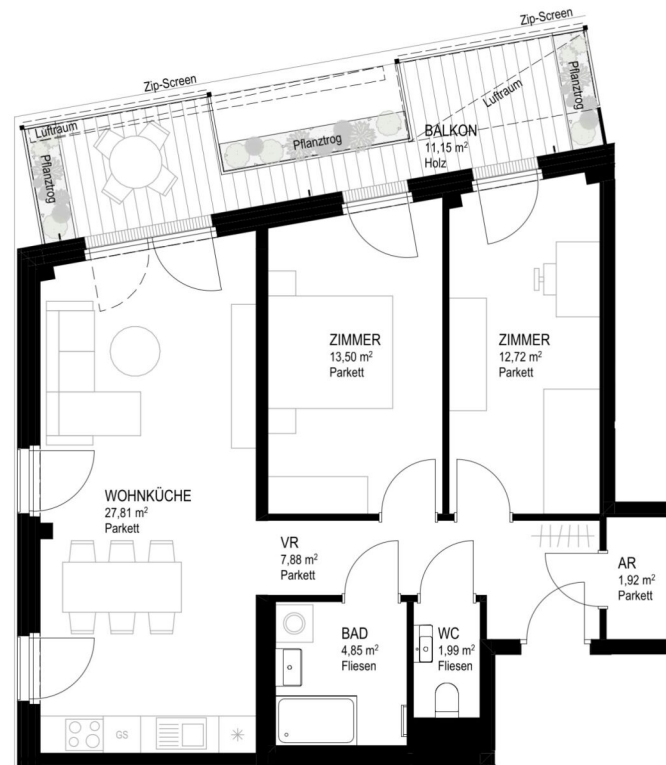 Zip-Screen
Zip-Screen
Luftraum
Pflanztrog
Pflanztrog
Luftraum
Pflanztrog
BALKON
11,15 m²
Holz
ZIMMER
13,50 m²
Parkett
ZIMMER
12,72 m²
Parkett
WOHNKÜCHE
27,81 m²
Parkett
VR
7,88 m²
Parkett
AR
1,92 m²
Parkett
BAD
4,85 m²
Fliesen
WC
1,99 m²
Fliesen
GS